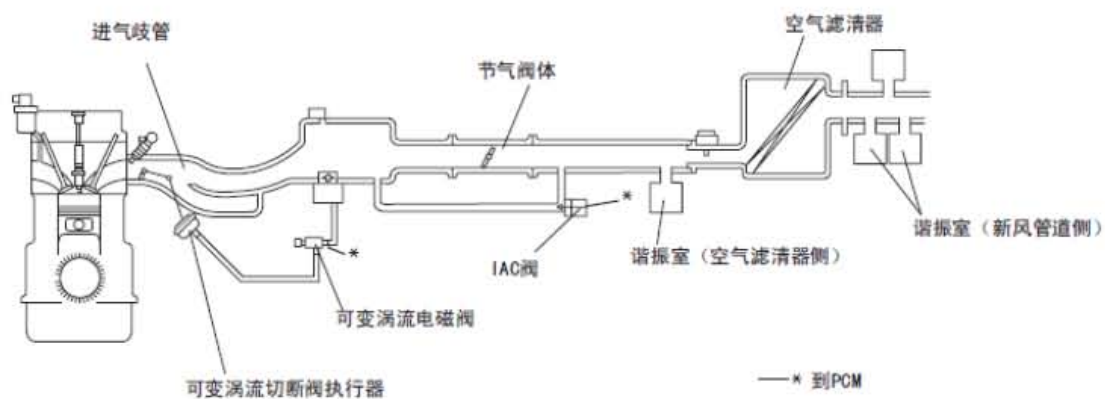 空气滤清器
进气歧管
节气阀体
谐振室（新风管道侧）
谐振室（空气滤清器侧）
IAC阀
*
*
可变涡流电磁阀
可变涡流切断阀执行器
—* 到PCM